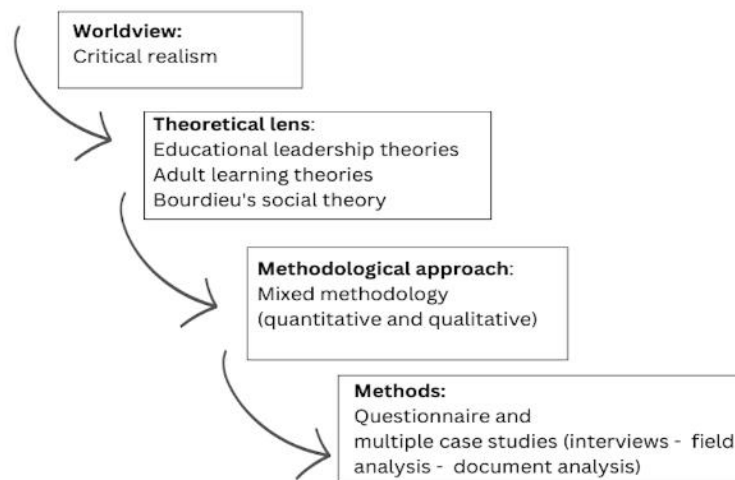 Worldview:
Critical realism
Theoretical lens:
Educational leadership theories
Adult learning theories
Bourdieu's social theory
Methodological approach:
Mixed methodology
(quantitative and qualitative)
Methods:
Questionnaire and
multiple case studies (interviews - field
analysis - document analysis)